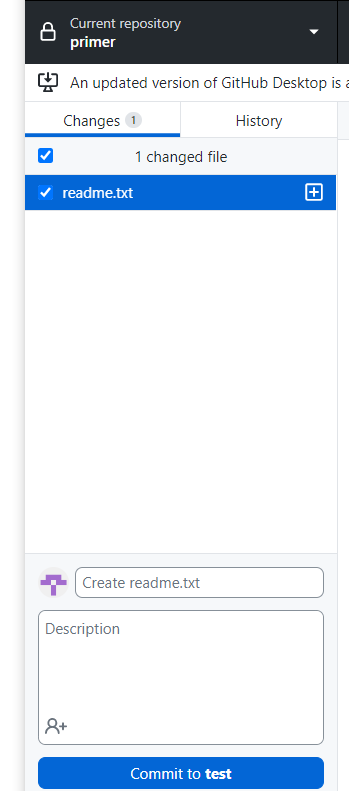 Current repository
primer
An updated version of GitHub Desktop is
Changes 1
History
1 changed file
readme.txt
Create readme.txt
Description
Commit to test